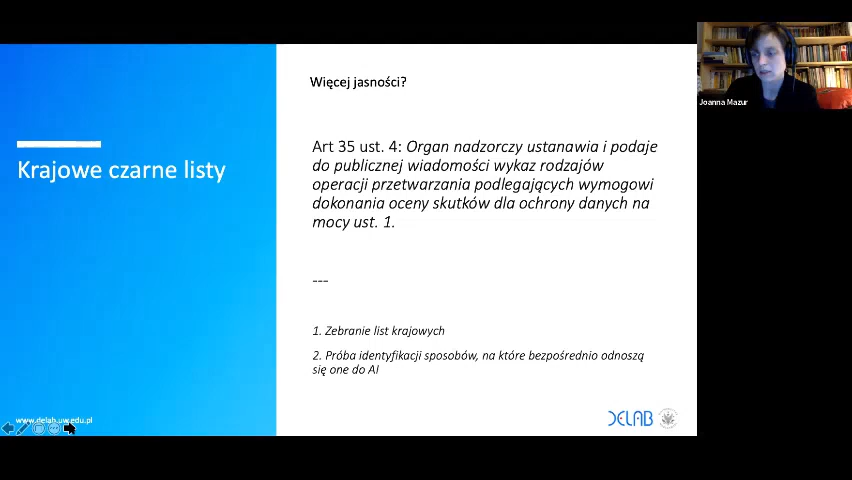 Joanna Mazur
Więcej jasności?
Krajowe czarne listy
Art 35 ust. 4: Organ nadzorczy ustanawia i podaje
do publicznej wiadomości wykaz rodzajów
operacji przetwarzania podlegających wymogowi
dokonania oceny skutków dla ochrony danych na
mocy ust. 1.
---
1. Zebranie list krajowych
2. Próba identyfikacji sposobów, na które bezpośrednio odnoszą
się one do AI
www.delab.uw.edu.pl
DELAB